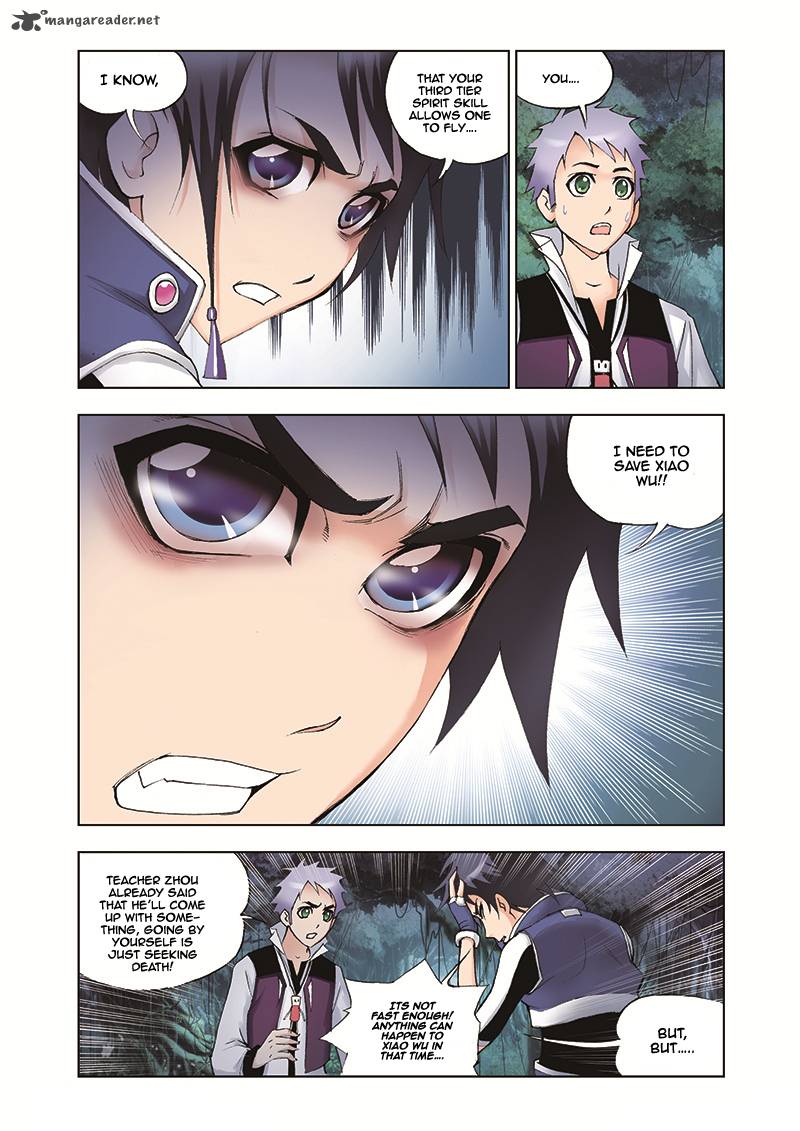 mangareader.net
I KNOW,
THAT YOUR
THIRD TIER
SPIRIT SKILL
ALLOWS ONE
TO FLY....
YOU....
I NEED TO
SAVE XIAO
WU!!
TEACHER ZHOU
ALREADY SAID
THAT HE'LL COME
UP WITH SOME-
THING, GOING BY
YOURSELF IS
JUST SEEKING
DEATH!
ITS NOT
FAST ENOUGH!
ANYTHING CAN
HAPPEN TO
XIAO WU IN
THAT TIME....
BUT,
BUT.....